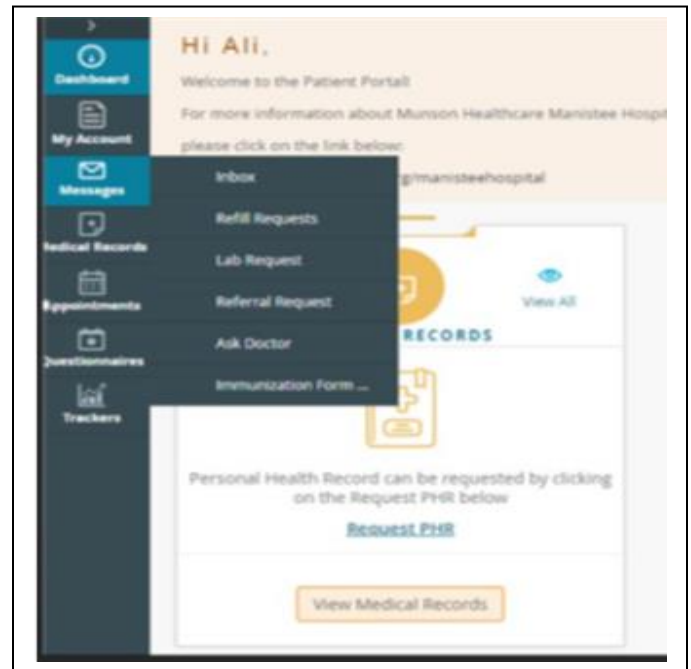 Hi Ali,
Welcome to the Patient Portal!
For more information about Munson Healthcare Manistee Hospi
please click on the link below:
g/manisteehospital
Dashboard
My Account
Messages
Medical Records
Appointments
Questionnaires
Trackers
Inbox
Refill Requests
Lab Request
Referral Request
Ask Doctor
Immunization Form ...
View All
RECORDS
Personal Health Record can be requested by clicking
on the Request PHR below
Request PHR
View Medical Records